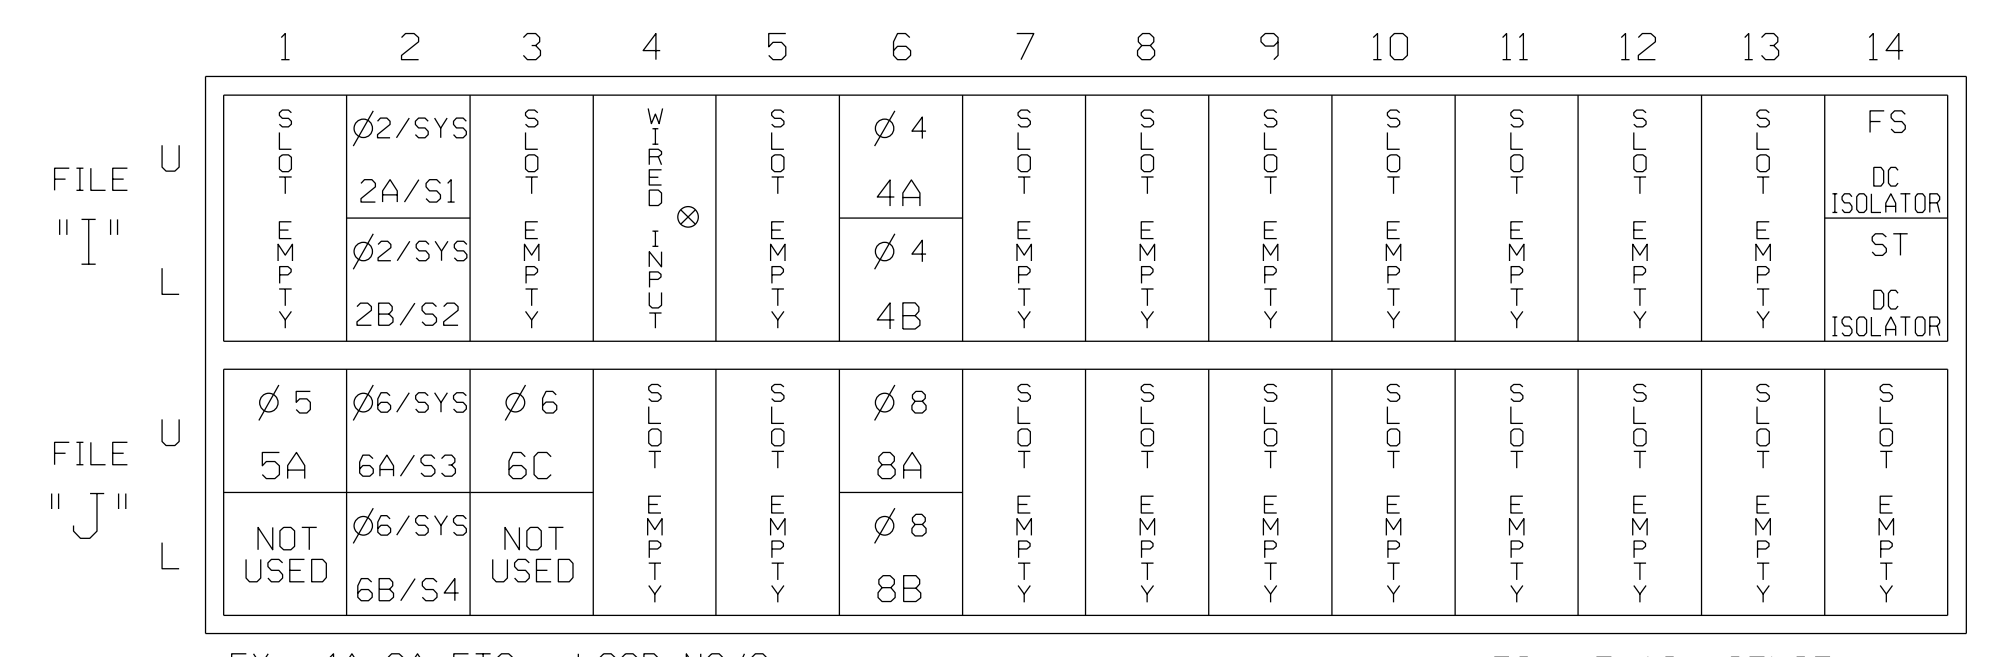 1 2 3 4 5 6 7 8 9 10 11 12 13 14
FILE "I"
U
L
SLOT EMPTY
Ø2/SYS
2A/S1
Ø2/SYS
2B/S2
SLOT EMPTY
WIRED INPUT ⊗
SLOT EMPTY
Ø 4
4A
Ø 4
4B
SLOT EMPTY
SLOT EMPTY
SLOT EMPTY
SLOT EMPTY
SLOT EMPTY
SLOT EMPTY
SLOT EMPTY
FS
DC
ISOLATOR
ST
DC
ISOLATOR
FILE "J"
U
L
Ø 5
5A
NOT
USED
Ø6/SYS
6A/S3
Ø6/SYS
6B/S4
Ø 6
6C
NOT
USED
SLOT EMPTY
SLOT EMPTY
Ø 8
8A
Ø 8
8B
SLOT EMPTY
SLOT EMPTY
SLOT EMPTY
SLOT EMPTY
SLOT EMPTY
SLOT EMPTY
SLOT EMPTY
SLOT EMPTY